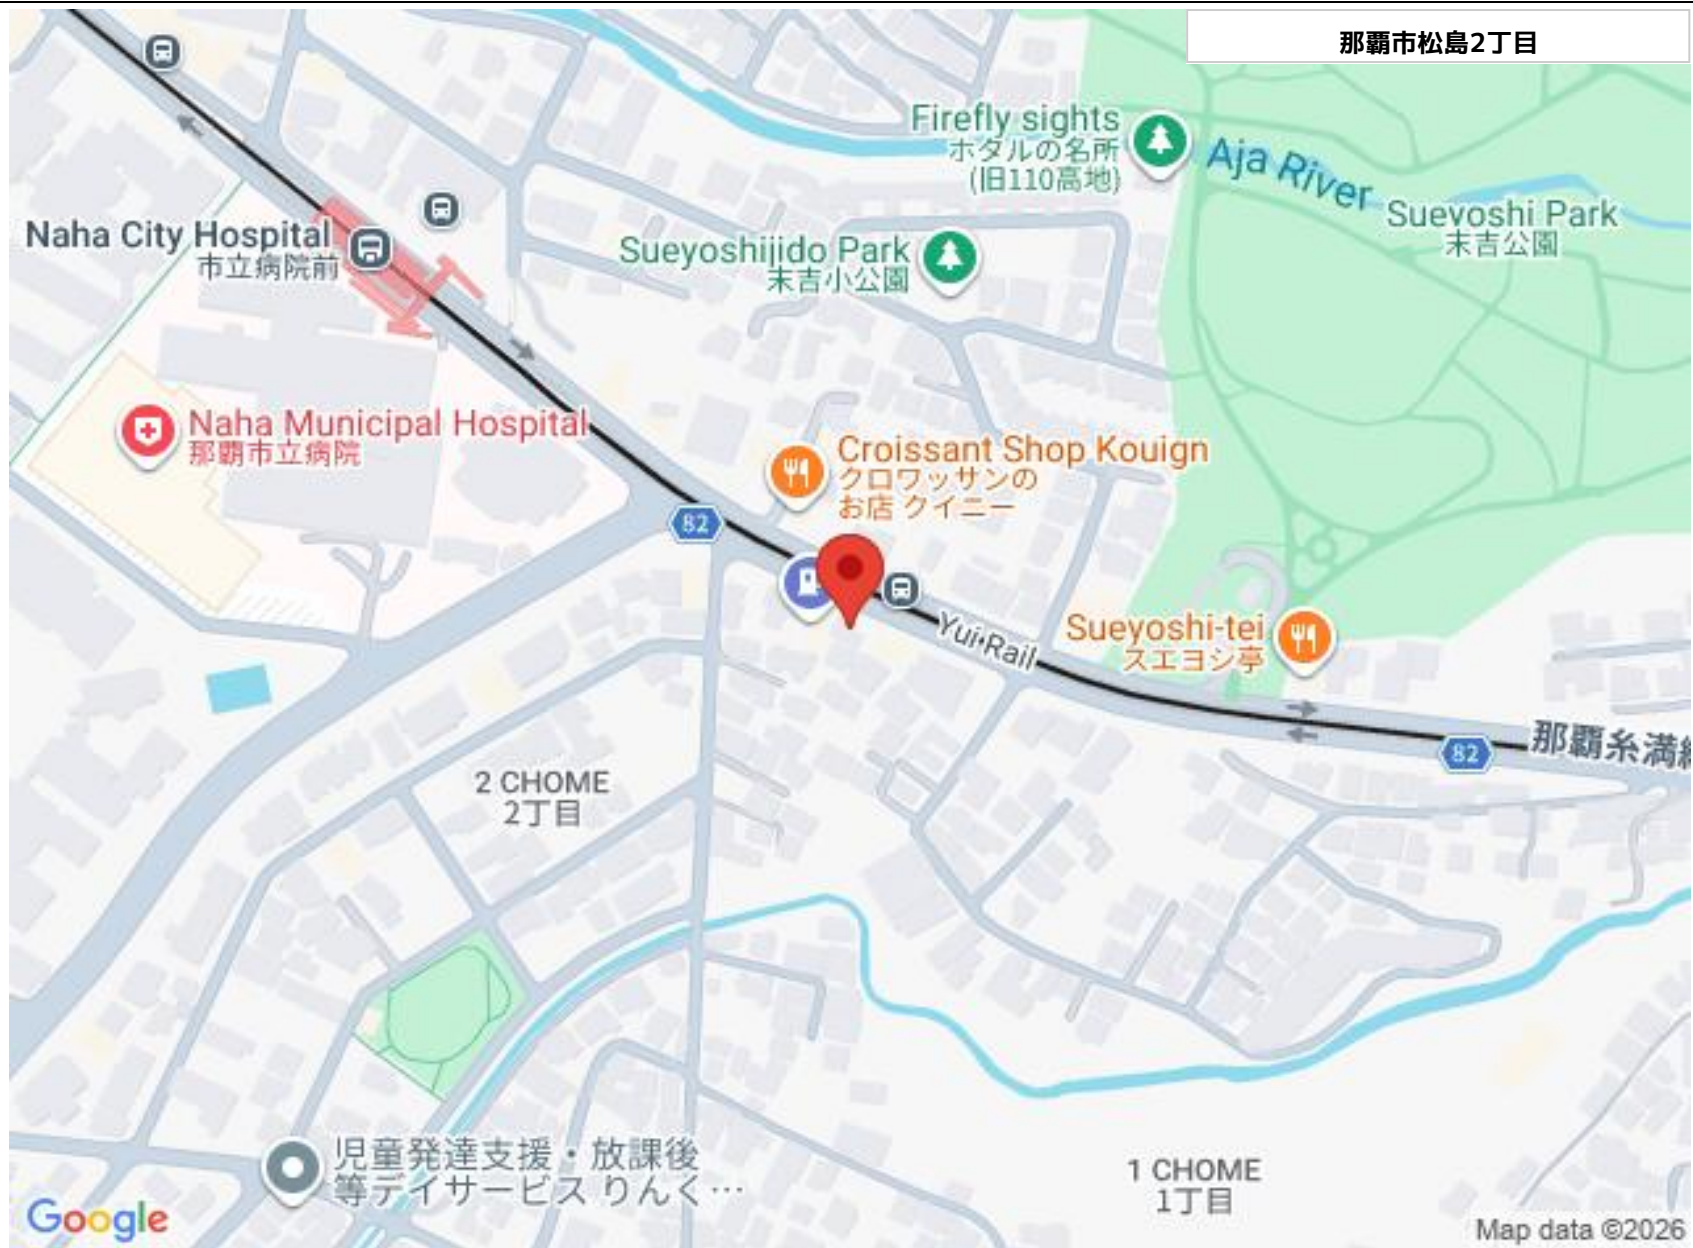 那覇市松島2丁目
Firefly sights
ホタルの名所
(旧110高地)
Aja River
Sueyoshi Park
末吉公園
Naha City Hospital
市立病院前
Sueyoshijido Park
末吉小公園
Naha Municipal Hospital
那覇市立病院
Croissant Shop Kouign
クロワッサンの
お店 クイニー
82
Yui Rail
Sueyoshi-tei
スエヨシ亭
那覇糸満線
82
2 CHOME
2丁目
児童発達支援・放課後
等デイサービス りんく…
1 CHOME
1丁目
Google
Map data ©2026